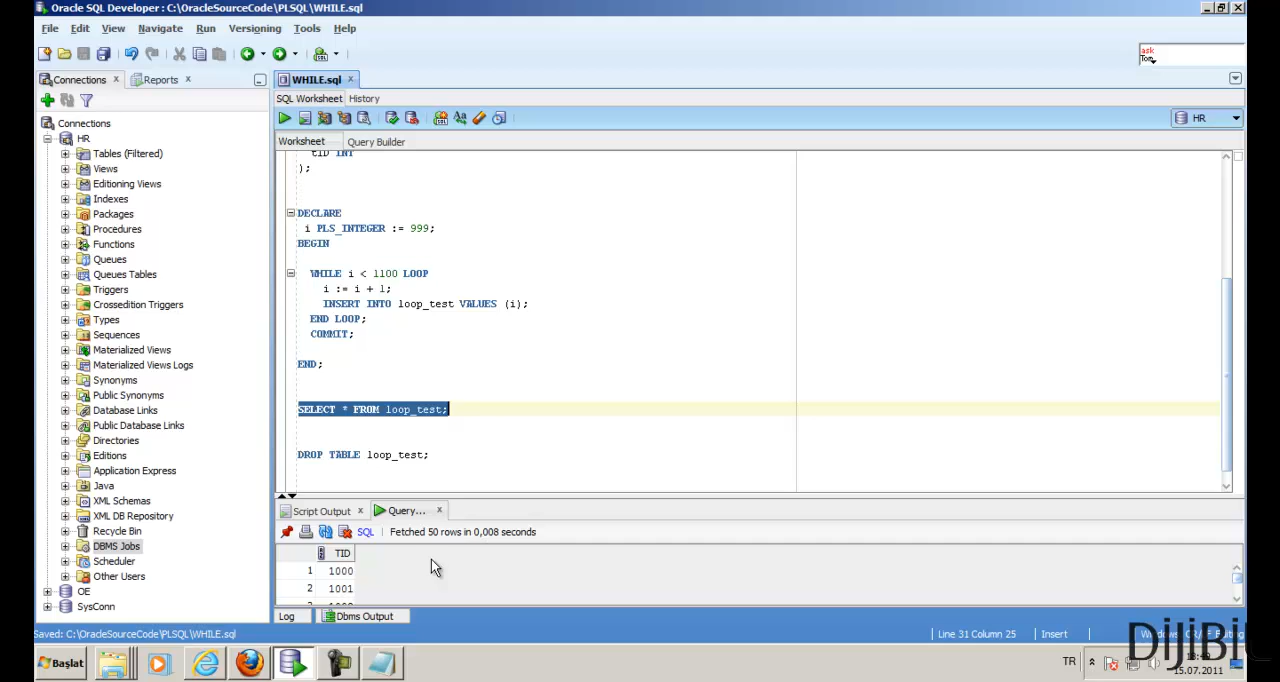 Oracle SQL Developer : C:\OracleSourceCode\PLSQL\WHILE.sql
File Edit View Navigate Run Versioning Tools Help
ask
Tom
Connections
Reports
WHILE.sql
SQL Worksheet History
HR
Worksheet Query Builder
Connections
HR
Tables (Filtered)
Views
Editioning Views
Indexes
Packages
Procedures
Functions
Queues
Queues Tables
Triggers
Crossedition Triggers
Types
Sequences
Materialized Views
Materialized Views Logs
Synonyms
Public Synonyms
Database Links
Public Database Links
Directories
Editions
Application Express
Java
XML Schemas
XML DB Repository
Recycle Bin
DBMS Jobs
Scheduler
Other Users
OE
SysConn
tID INT
);
DECLARE
i PLS_INTEGER := 999;
BEGIN
WHILE i < 1100 LOOP
i := i + 1;
INSERT INTO loop_test VALUES (i);
END LOOP;
COMMIT;
END;
SELECT * FROM loop_test;
DROP TABLE loop_test;
Script Output Query...
SQL Fetched 50 rows in 0,008 seconds
TID
1 1000
2 1001
Log Dbms Output
Saved: C:\OracleSourceCode\PLSQL\WHILE.sql
Line 31 Column 25 Insert
Başlat
TR
15.07.2011